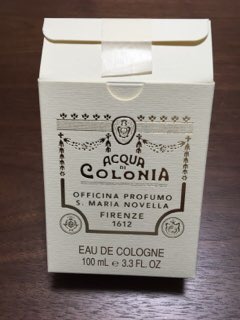 ACQUA
DI
COLONIA
OFFICINA PROFUMO
S. MARIA NOVELLA
FIRENZE
1612
EAU DE COLOGNE
100 mL e 3.3 FL. OZ